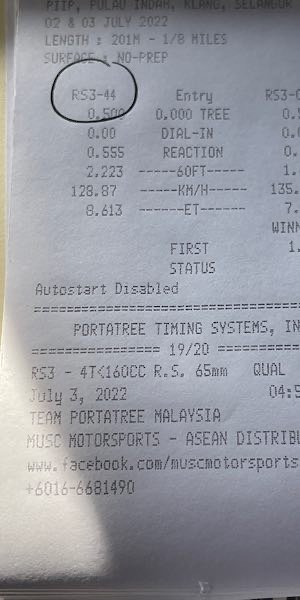 PITP, PULAU INDAH, KLANG, SELANGOR
02 & 03 JULY 2022
LENGTH : 201M - 1/8 MILES
SURFACE : NO-PREP
RS3-44 Entry RS3-
0.500 0.000 TREE 0.
0.00 DIAL-IN 0.
0.555 REACTION 0.
2.223 -----60FT----- 1.
128.87 -----KM/H----- 135.
8.613 ------ET------ 7.
WINN
FIRST 1.
STATUS
Autostart Disabled
PORTATREE TIMING SYSTEMS, IN
================ 19/20 ==========
RS3 - 4T<160CC R.S. 65mm QUAL
July 3, 2022 04:5
TEAM PORTATREE MALAYSIA
MUSC MOTORSPORTS - ASEAN DISTRIBU
www.facebook.com/muscmotorsports
+6016-6681490